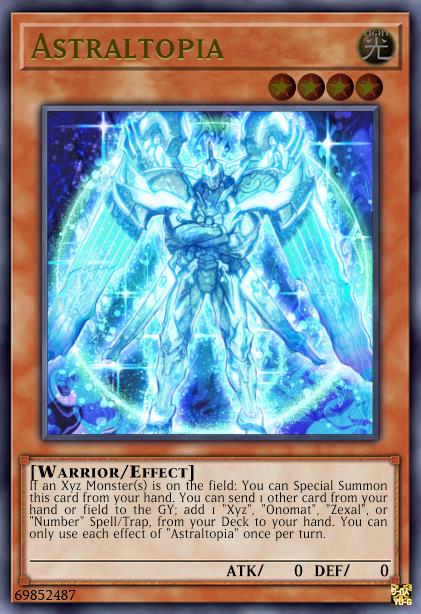 ASTRALTOPIA
LIGHT
光
[WARRIOR/EFFECT]
If an Xyz Monster(s) is on the field: You can Special Summon
this card from your hand. You can send 1 other card from your
hand or field to the GY; add 1 "Xyz", "Onomat", "Zexal", or
"Number" Spell/Trap, from your Deck to your hand. You can
only use each effect of "Astraltopia" once per turn.
ATK/ 0 DEF/ 0
69852487